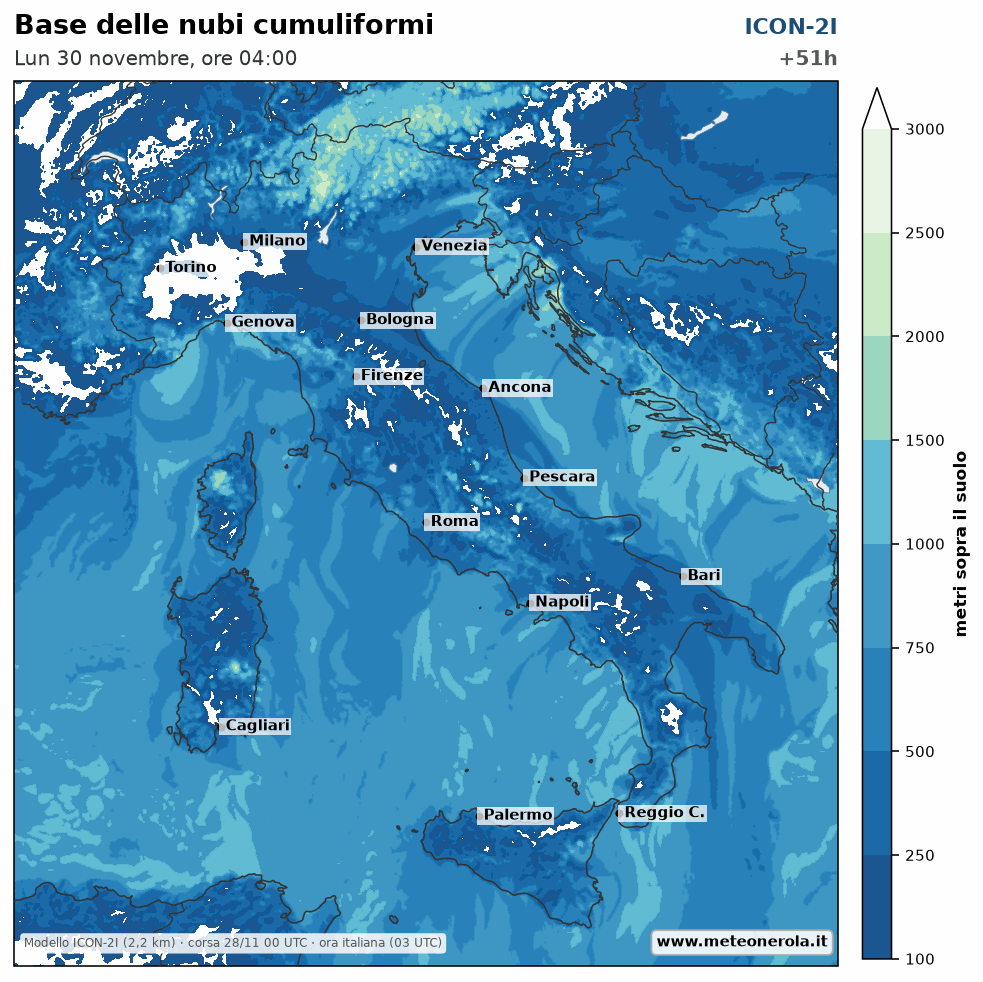 Base delle nubi cumuliformi
ICON-2I
Lun 30 novembre, ore 04:00
+51h
Milano
Venezia
Torino
Genova
Bologna
Firenze
Ancona
Pescara
Roma
Bari
Napoli
Cagliari
Palermo
Reggio C.
3000
2500
2000
1500
1000
750
500
250
100
metri sopra il suolo
Modello ICON-2I (2,2 km) · corsa 28/11 00 UTC · ora italiana (03 UTC)
www.meteonerola.it